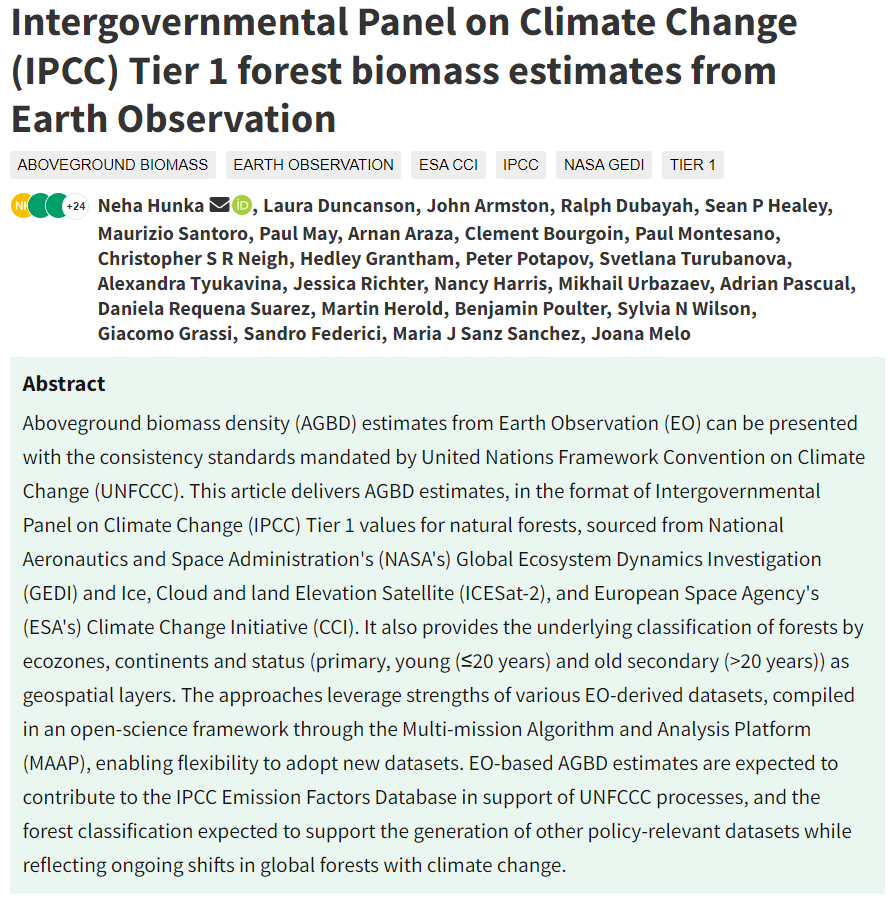 Intergovernmental Panel on Climate Change
(IPCC) Tier 1 forest biomass estimates from
Earth Observation
ABOVEGROUND BIOMASS EARTH OBSERVATION ESA CCI IPCC NASA GEDI TIER 1
NH +24 Neha Hunka iD, Laura Duncanson, John Armston, Ralph Dubayah, Sean P Healey,
Maurizio Santoro, Paul May, Arnan Araza, Clement Bourgoin, Paul Montesano,
Christopher S R Neigh, Hedley Grantham, Peter Potapov, Svetlana Turubanova,
Alexandra Tyukavina, Jessica Richter, Nancy Harris, Mikhail Urbazaev, Adrian Pascual,
Daniela Requena Suarez, Martin Herold, Benjamin Poulter, Sylvia N Wilson,
Giacomo Grassi, Sandro Federici, Maria J Sanz Sanchez, Joana Melo
Abstract
Aboveground biomass density (AGBD) estimates from Earth Observation (EO) can be presented
with the consistency standards mandated by United Nations Framework Convention on Climate
Change (UNFCCC). This article delivers AGBD estimates, in the format of Intergovernmental
Panel on Climate Change (IPCC) Tier 1 values for natural forests, sourced from National
Aeronautics and Space Administration's (NASA's) Global Ecosystem Dynamics Investigation
(GEDI) and Ice, Cloud and land Elevation Satellite (ICESat-2), and European Space Agency's
(ESA's) Climate Change Initiative (CCI). It also provides the underlying classification of forests by
ecozones, continents and status (primary, young (≤20 years) and old secondary (>20 years)) as
geospatial layers. The approaches leverage strengths of various EO-derived datasets, compiled
in an open-science framework through the Multi-mission Algorithm and Analysis Platform
(MAAP), enabling flexibility to adopt new datasets. EO-based AGBD estimates are expected to
contribute to the IPCC Emission Factors Database in support of UNFCCC processes, and the
forest classification expected to support the generation of other policy-relevant datasets while
reflecting ongoing shifts in global forests with climate change.